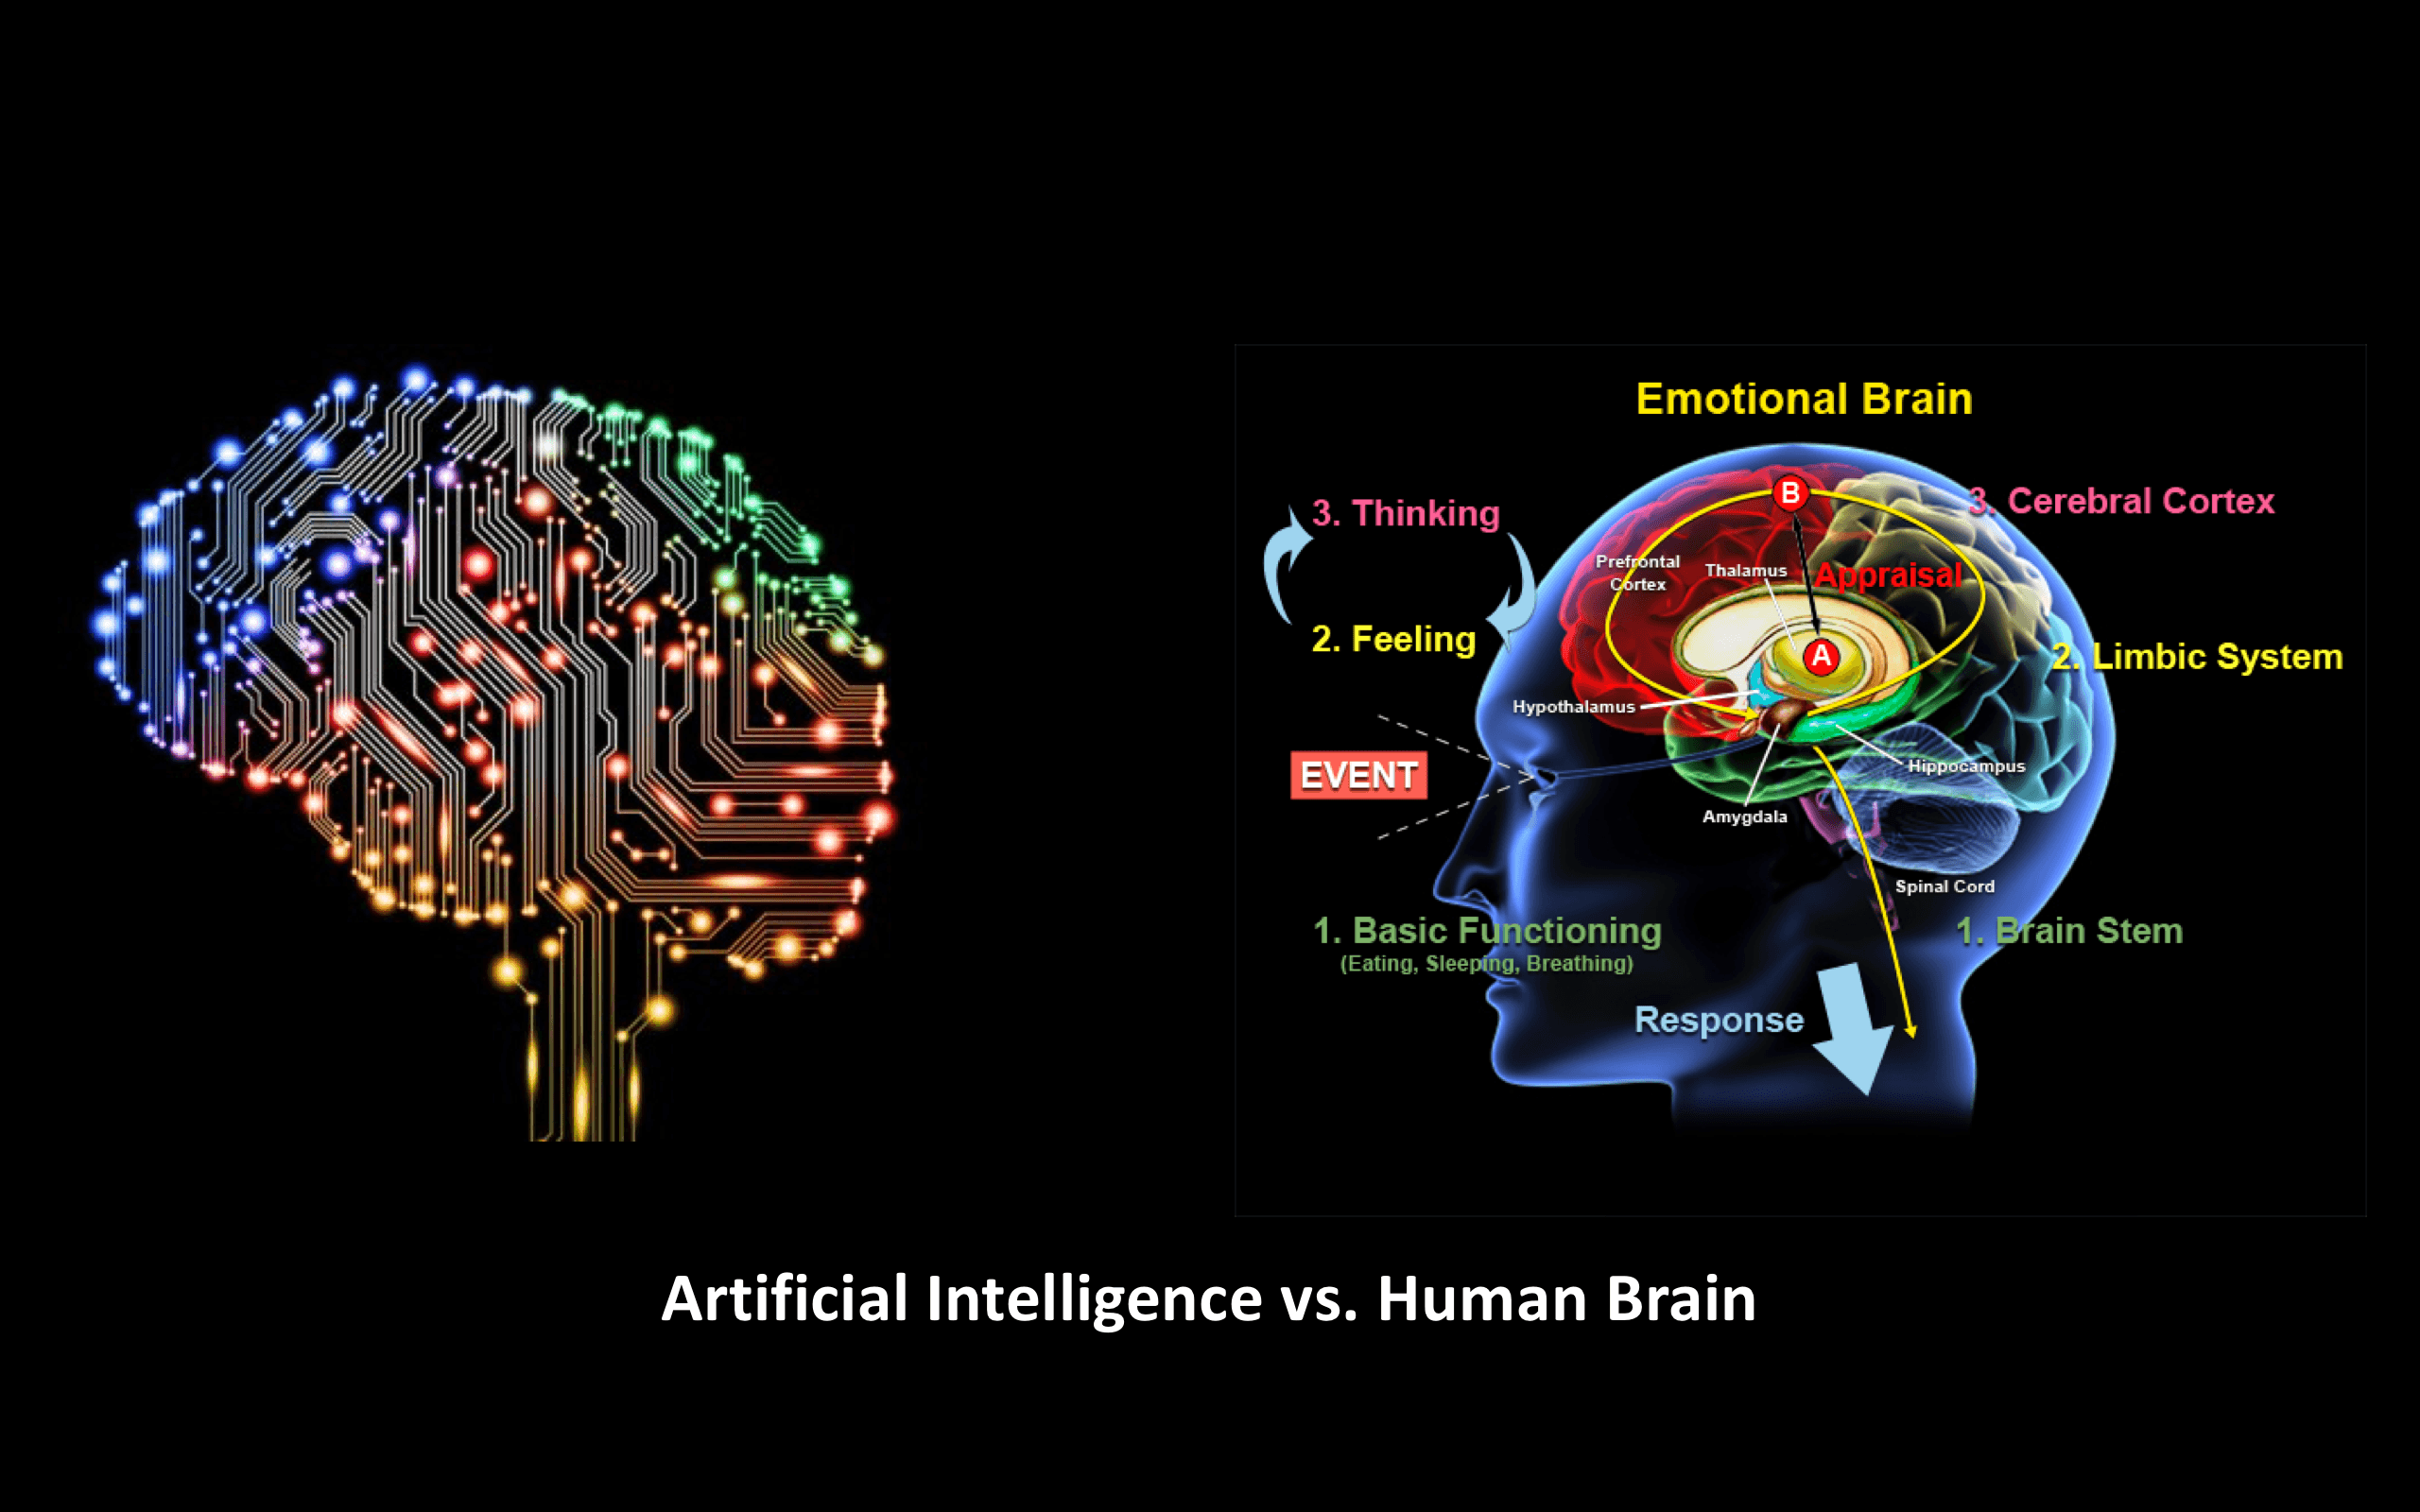 Emotional Brain
3. Thinking
3. Cerebral Cortex
B
Prefrontal
Cortex
Thalamus
Appraisal
2. Feeling
A
2. Limbic System
Hypothalamus
EVENT
Hippocampus
Amygdala
Spinal Cord
1. Basic Functioning
(Eating, Sleeping, Breathing)
1. Brain Stem
Response
Artificial Intelligence vs. Human Brain